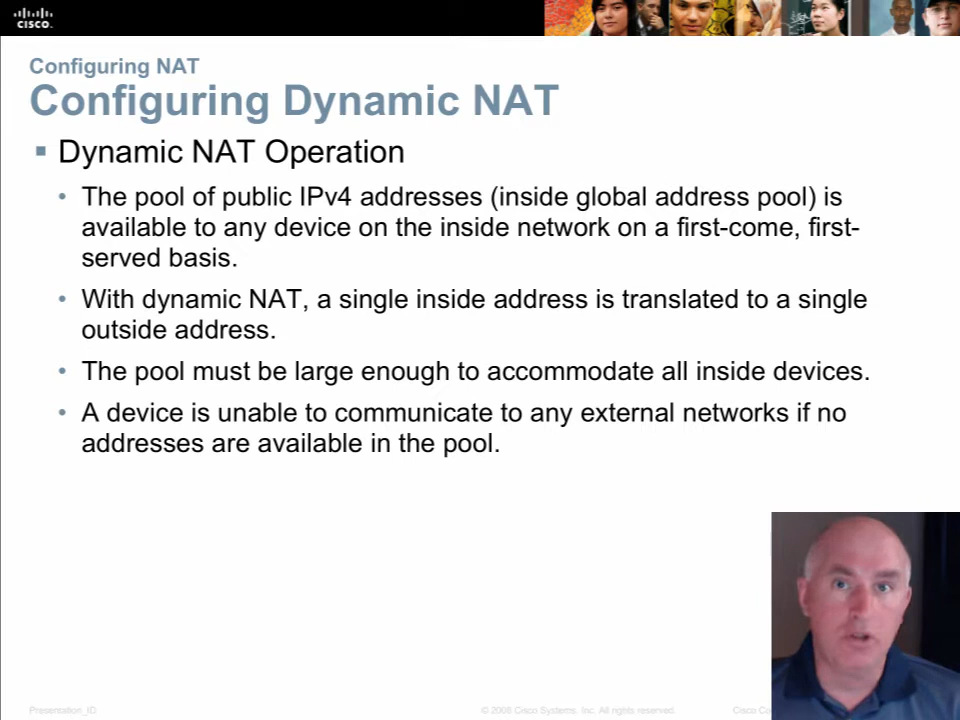 CISCO.
Configuring NAT
Configuring Dynamic NAT
Dynamic NAT Operation
The pool of public IPv4 addresses (inside global address pool) is
available to any device on the inside network on a first-come, first-
served basis.
With dynamic NAT, a single inside address is translated to a single
outside address.
The pool must be large enough to accommodate all inside devices.
A device is unable to communicate to any external networks if no
addresses are available in the pool.
Presentation_ID
© 2008 Cisco Systems, Inc. All rights reserved.
Cisco Co